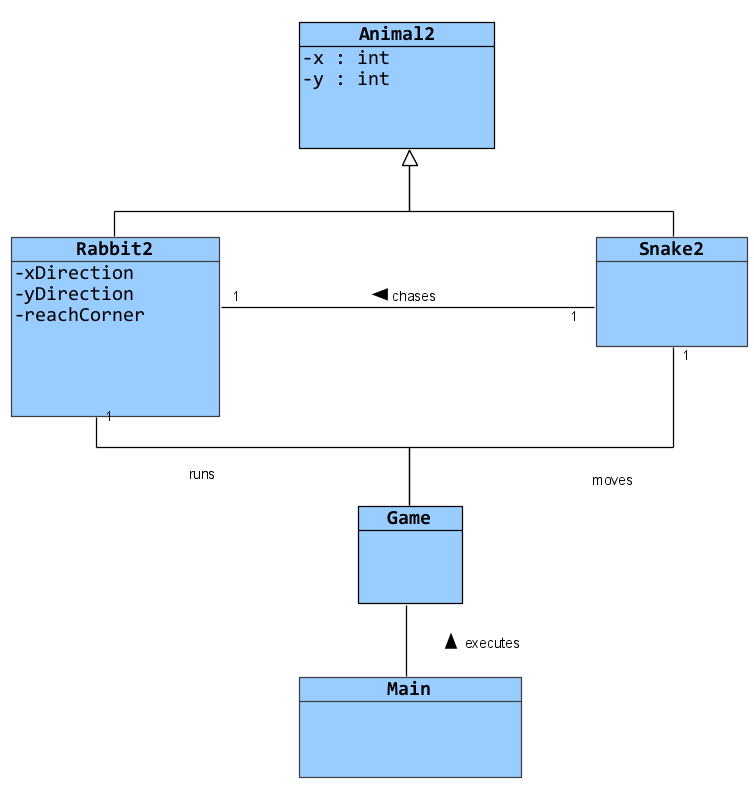 Animal2
-x : int
-y : int
Rabbit2
-xDirection
-yDirection
-reachCorner
Snake2
1
chases
1
1
1
runs
moves
Game
executes
Main